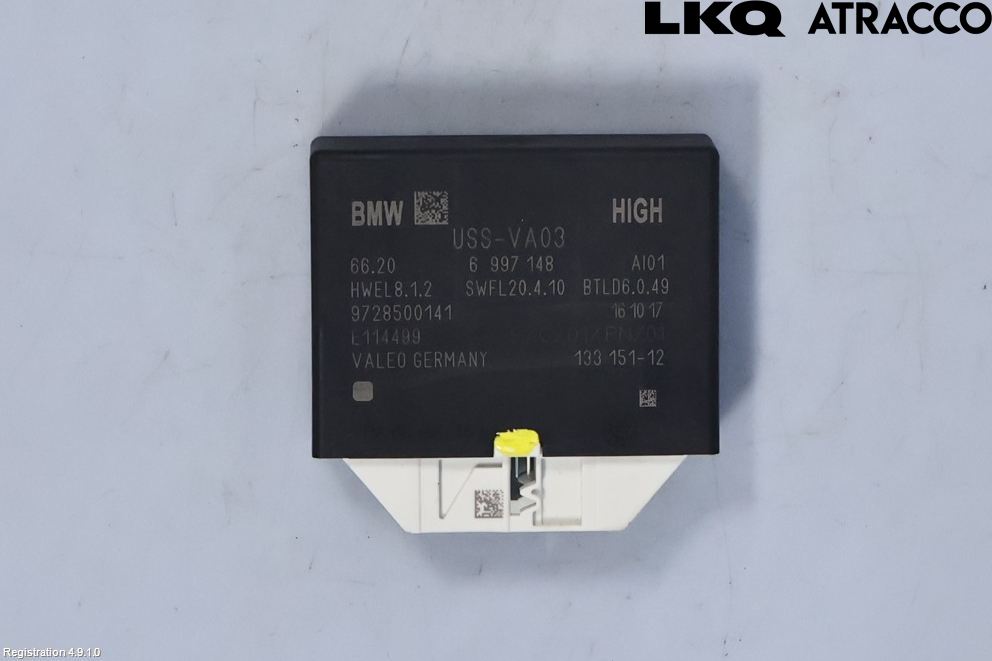 LKQ ATRACCO
BMW HIGH
USS-VA03
66.20 6 997 148 AI01
HWEL8.1.2 SWFL20.4.10 BTLD6.0.49
9728500141 16 10 17
E114499
VALEO GERMANY 133 151-12
Registration 4.9.1.0